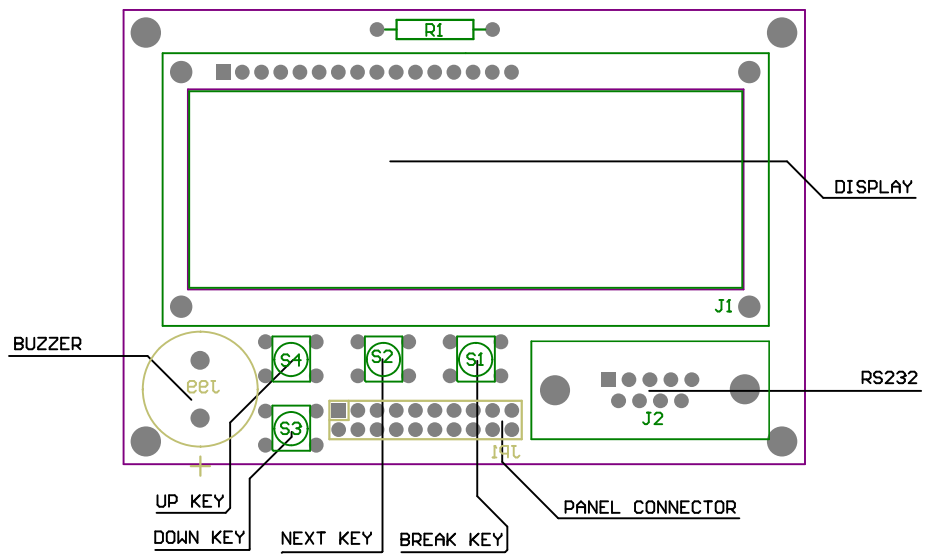 R1
DISPLAY
J1
BUZZER
S4
S2
S1
RS232
J2
S3
JP1
+
UP KEY
PANEL CONNECTOR
DOWN KEY
NEXT KEY
BREAK KEY